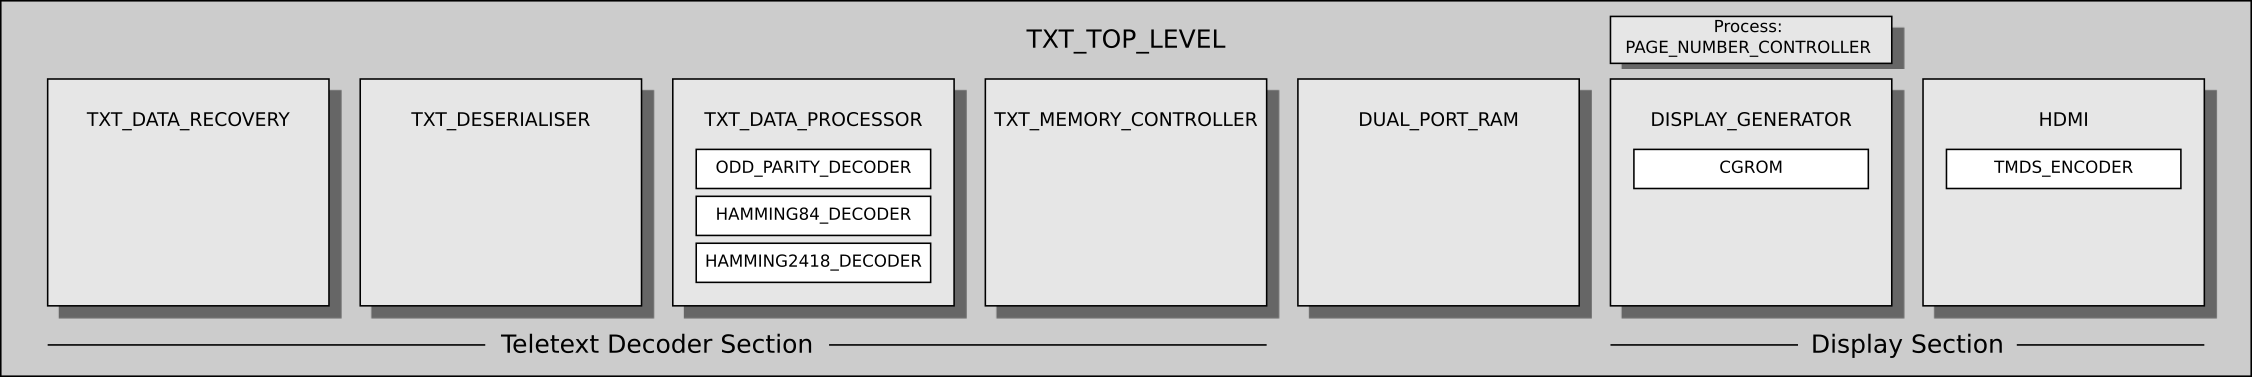 TXT_TOP_LEVEL
Process:
PAGE_NUMBER_CONTROLLER
TXT_DATA_RECOVERY
TXT_DESERIALISER
TXT_DATA_PROCESSOR
ODD_PARITY_DECODER
HAMMING84_DECODER
HAMMING2418_DECODER
TXT_MEMORY_CONTROLLER
DUAL_PORT_RAM
DISPLAY_GENERATOR
CGROM
HDMI
TMDS_ENCODER
Teletext Decoder Section
Display Section